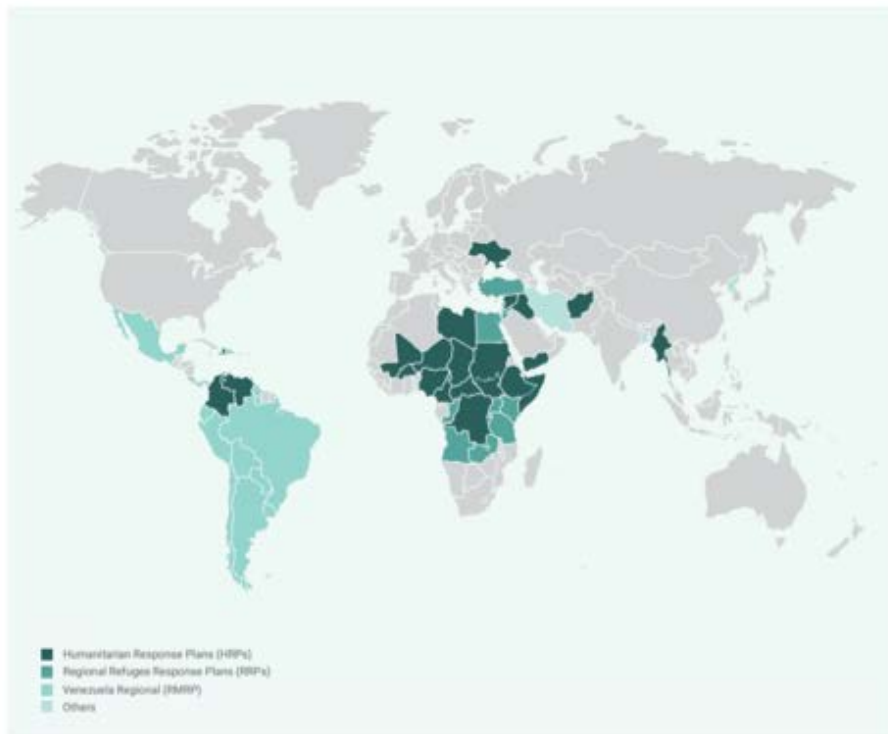 Humanitarian Response Plans (HRPs)
Regional Refugee Response Plans (RRPs)
Venezuela Regional (RMRP)
Others